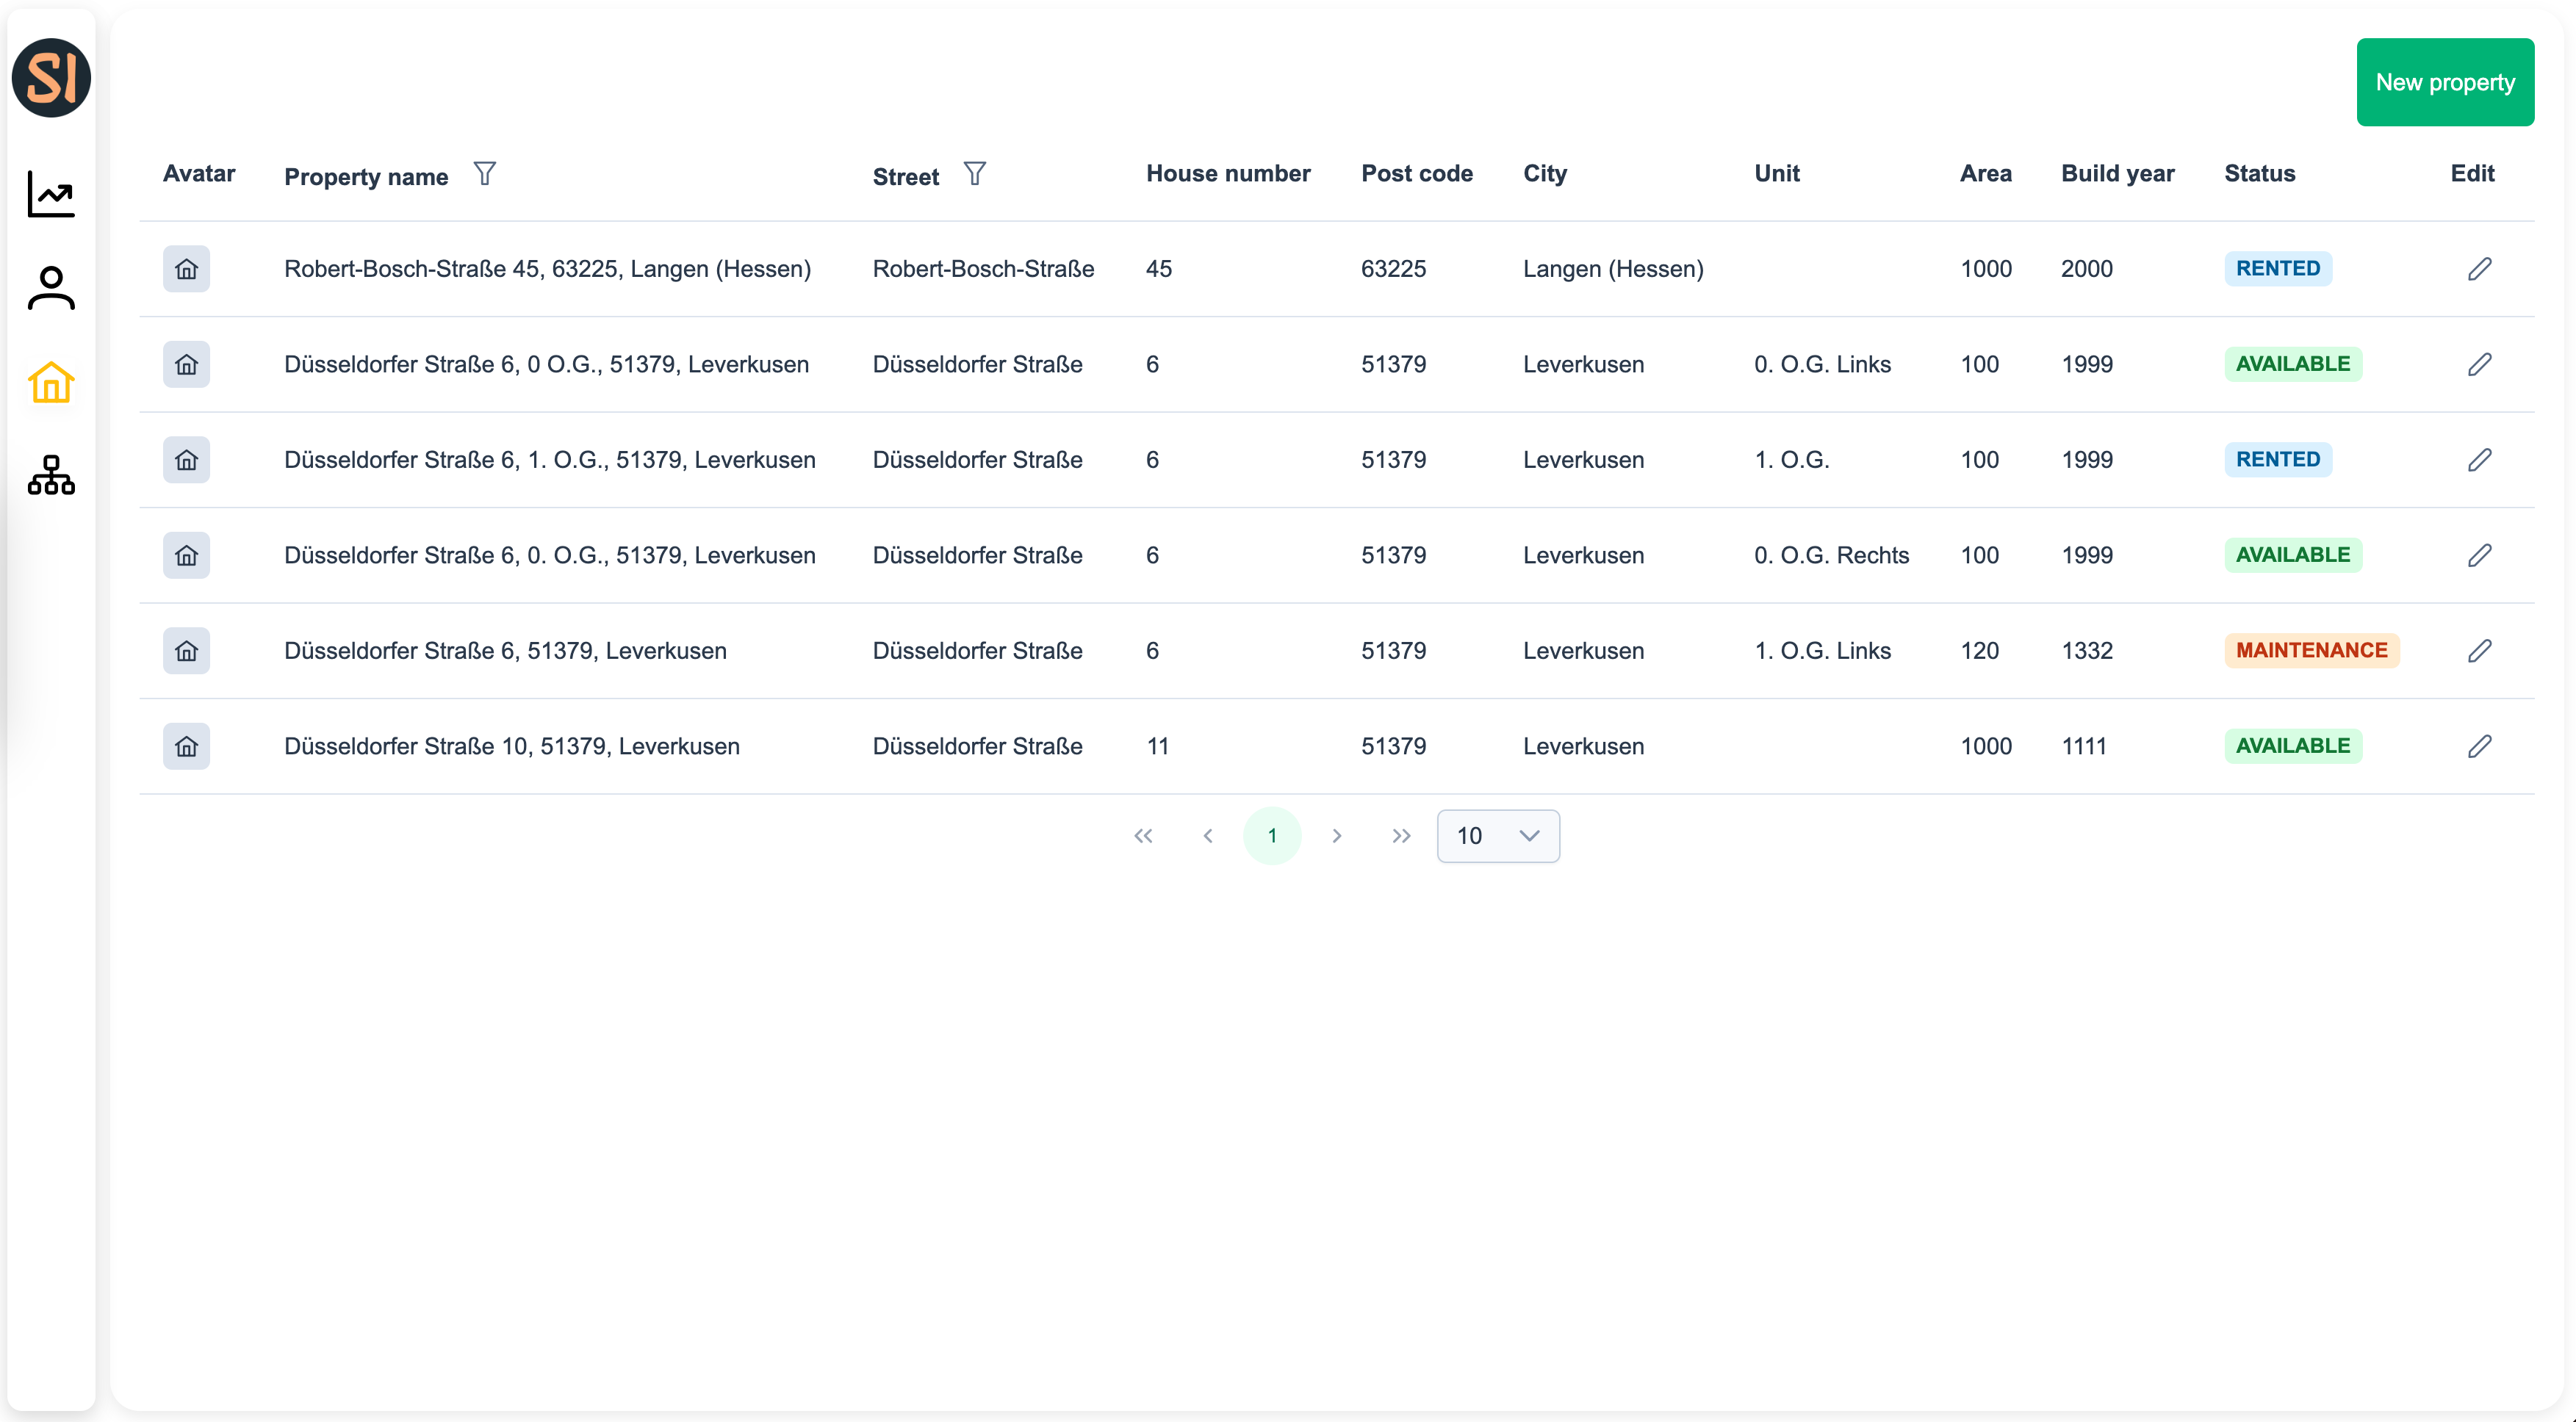 SI
New property
Avatar Property name Street House number Post code City Unit Area Build year Status Edit
Robert-Bosch-Straße 45, 63225, Langen (Hessen) Robert-Bosch-Straße 45 63225 Langen (Hessen) 1000 2000 RENTED
Düsseldorfer Straße 6, 0 O.G., 51379, Leverkusen Düsseldorfer Straße 6 51379 Leverkusen 0. O.G. Links 100 1999 AVAILABLE
Düsseldorfer Straße 6, 1. O.G., 51379, Leverkusen Düsseldorfer Straße 6 51379 Leverkusen 1. O.G. 100 1999 RENTED
Düsseldorfer Straße 6, 0. O.G., 51379, Leverkusen Düsseldorfer Straße 6 51379 Leverkusen 0. O.G. Rechts 100 1999 AVAILABLE
Düsseldorfer Straße 6, 51379, Leverkusen Düsseldorfer Straße 6 51379 Leverkusen 1. O.G. Links 120 1332 MAINTENANCE
Düsseldorfer Straße 10, 51379, Leverkusen Düsseldorfer Straße 11 51379 Leverkusen 1000 1111 AVAILABLE
1 10